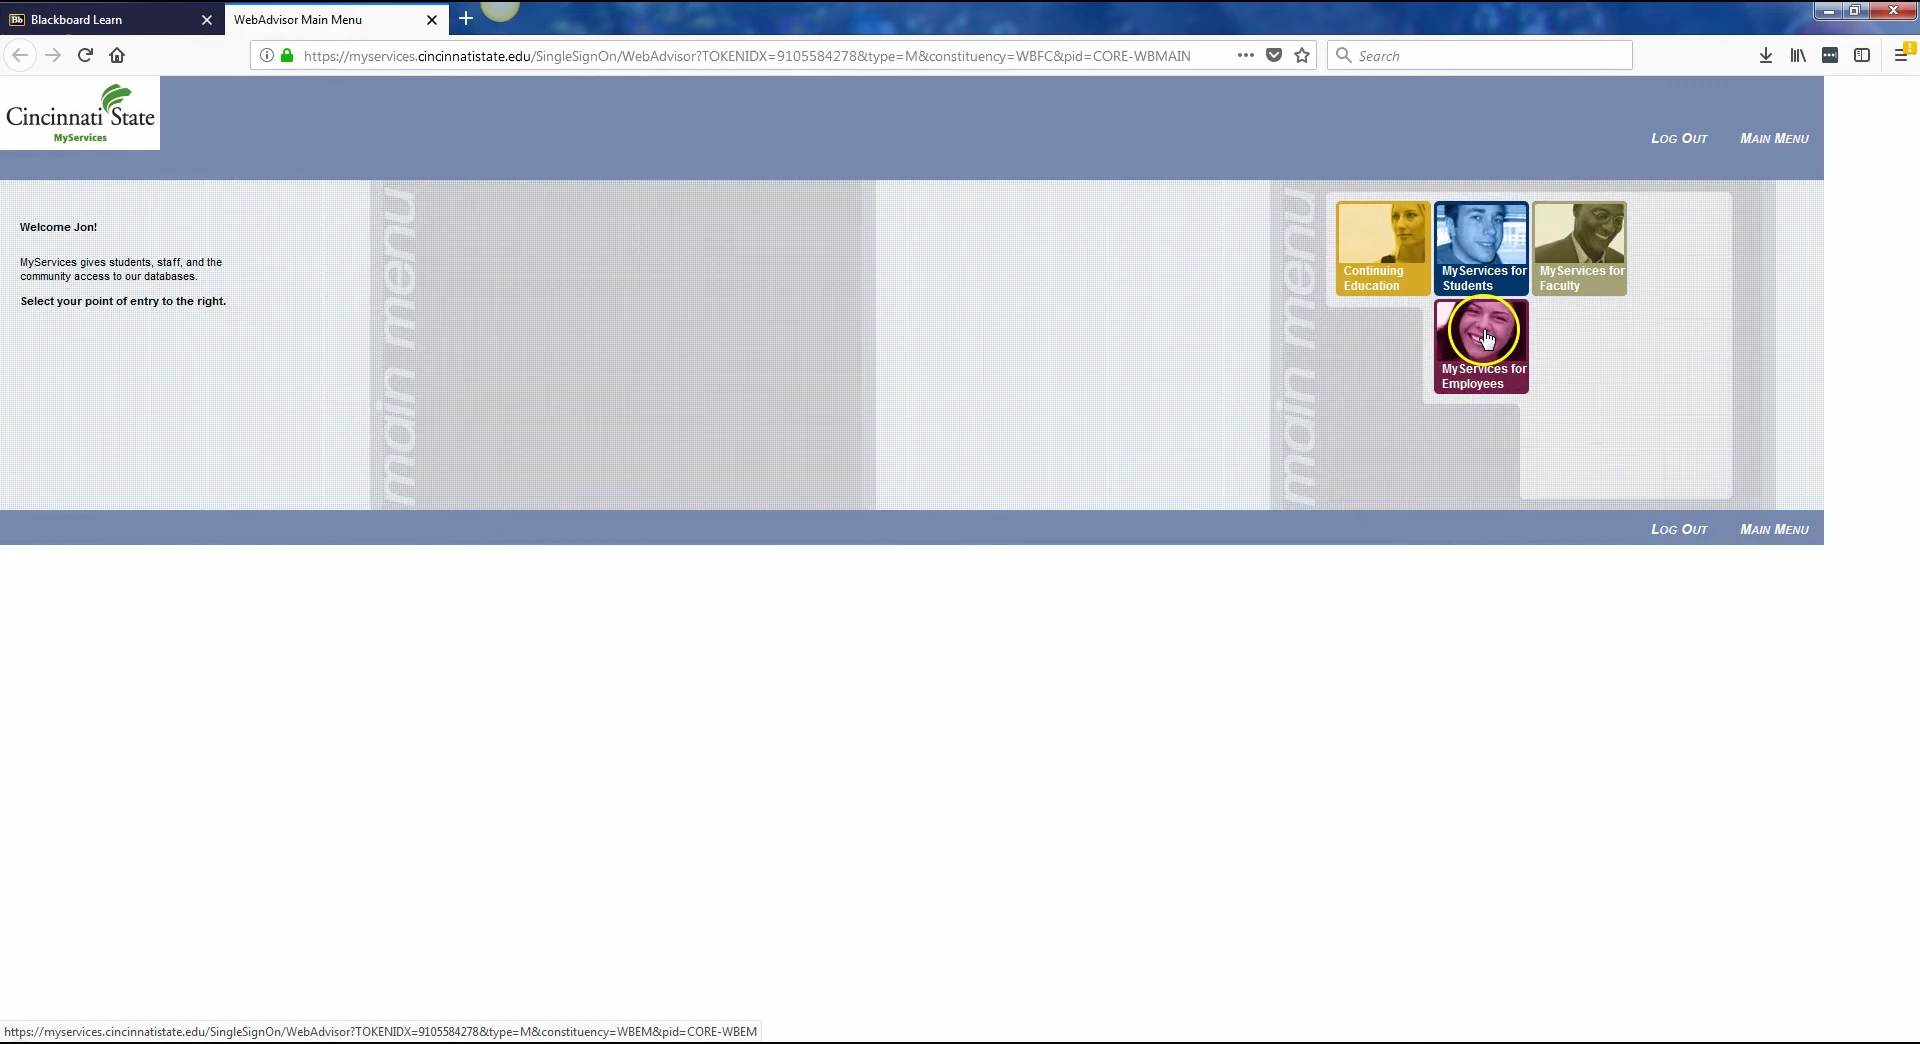 Bb Blackboard Learn
WebAdvisor Main Menu
https://myservices.cincinnatistate.edu/SingleSignOn/WebAdvisor?TOKENIDX=9105584278&type=M&constituency=WBFC&pid=CORE-WBMAIN
Search
Cincinnati State
MyServices
LOG OUT MAIN MENU
Welcome Jon!
MyServices gives students, staff, and the
community access to our databases.
Select your point of entry to the right.
main menu
main menu
Continuing
Education
MyServices for
Students
MyServices for
Faculty
MyServices for
Employees
LOG OUT MAIN MENU
https://myservices.cincinnatistate.edu/SingleSignOn/WebAdvisor?TOKENIDX=9105584278&type=M&constituency=WBEM&pid=CORE-WBEM